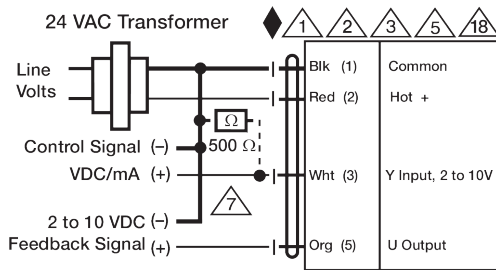 24 VAC Transformer
1 2 3 5 18
Line
Volts
Blk (1) Common
Red (2) Hot +
Ω
500 Ω
Control Signal (−)
VDC/mA (+)
Wht (3) Y Input, 2 to 10V
7
2 to 10 VDC (−)
Feedback Signal (+)
Org (5) U Output